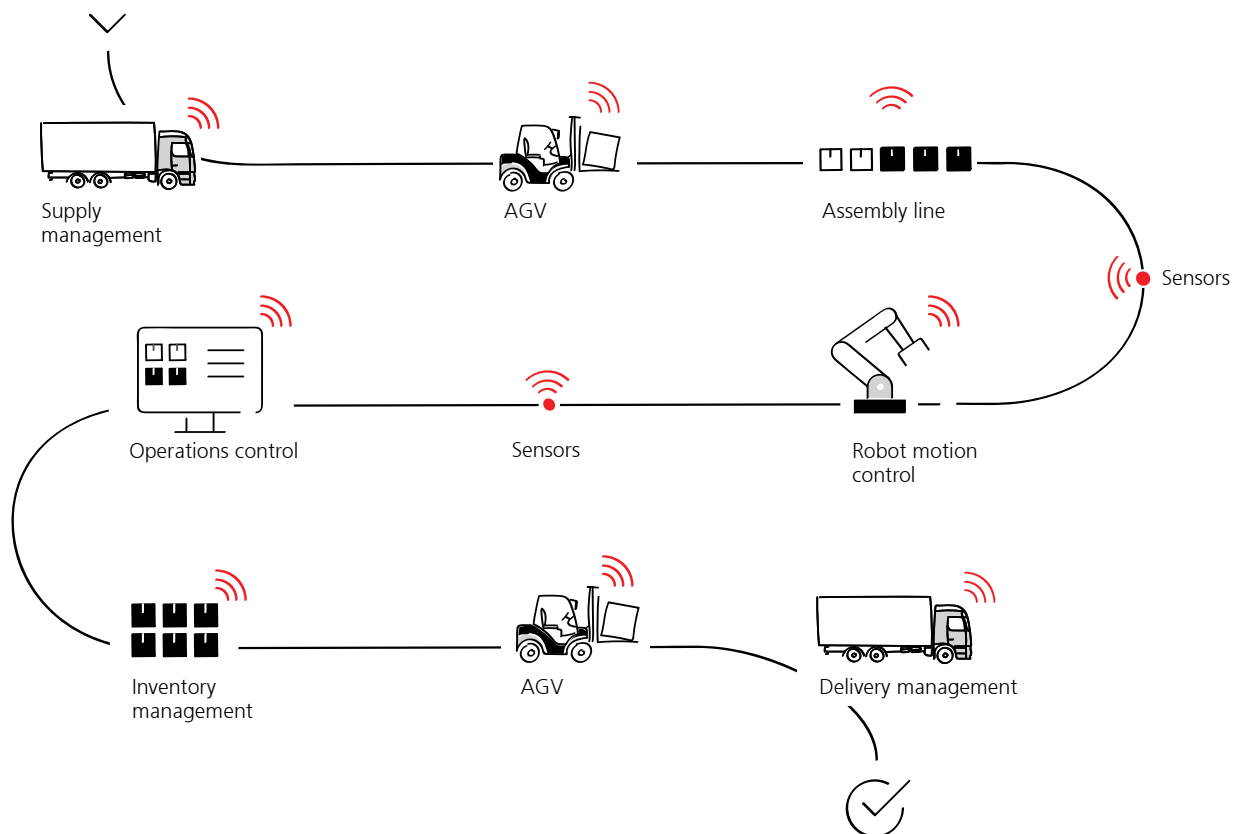 Supply
management
AGV
Assembly line
Sensors
Operations control
Sensors
Robot motion
control
Inventory
management
AGV
Delivery management